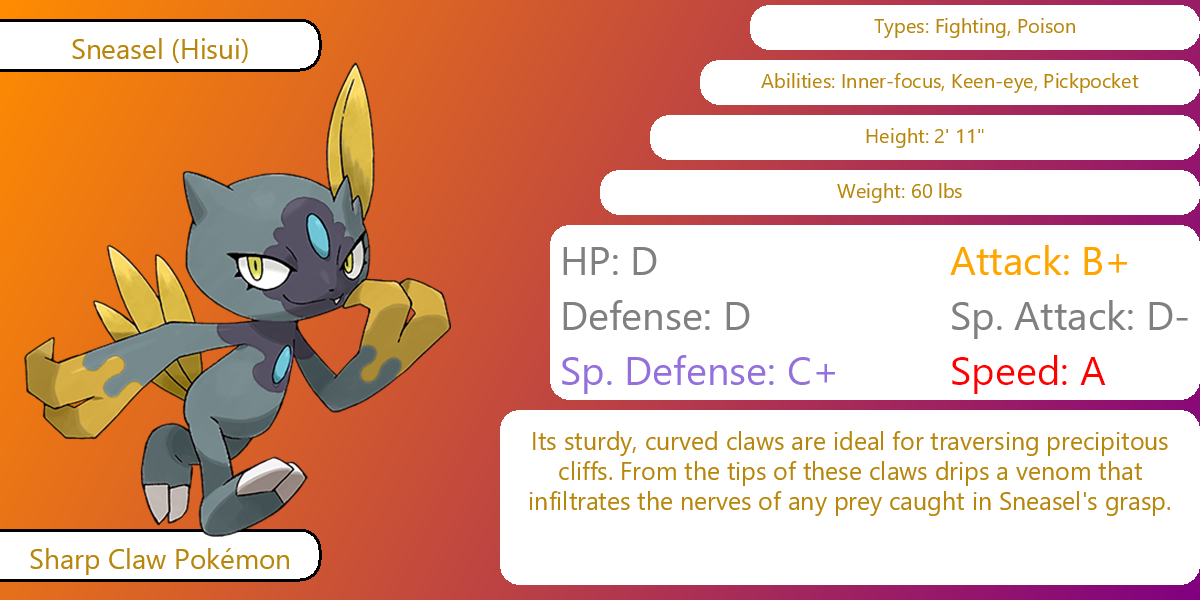 Sneasel (Hisui)
Types: Fighting, Poison
Abilities: Inner-focus, Keen-eye, Pickpocket
Height: 2' 11"
Weight: 60 lbs
HP: D
Attack: B+
Defense: D
Sp. Attack: D-
Sp. Defense: C+
Speed: A
Its sturdy, curved claws are ideal for traversing precipitous
cliffs. From the tips of these claws drips a venom that
infiltrates the nerves of any prey caught in Sneasel's grasp.
Sharp Claw Pokémon